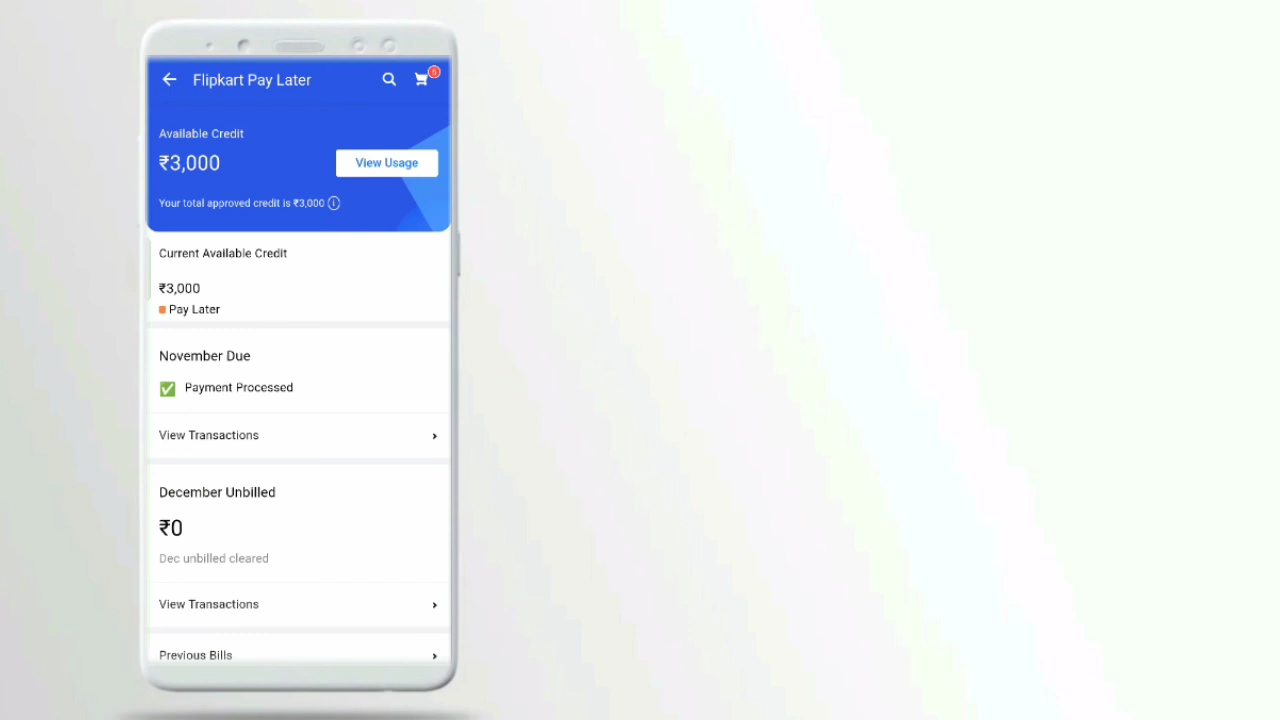 Flipkart Pay Later
6
Available Credit
₹3,000
View Usage
Your total approved credit is ₹3,000
Current Available Credit
₹3,000
Pay Later
November Due
Payment Processed
View Transactions
December Unbilled
₹0
Dec unbilled cleared
View Transactions
Previous Bills